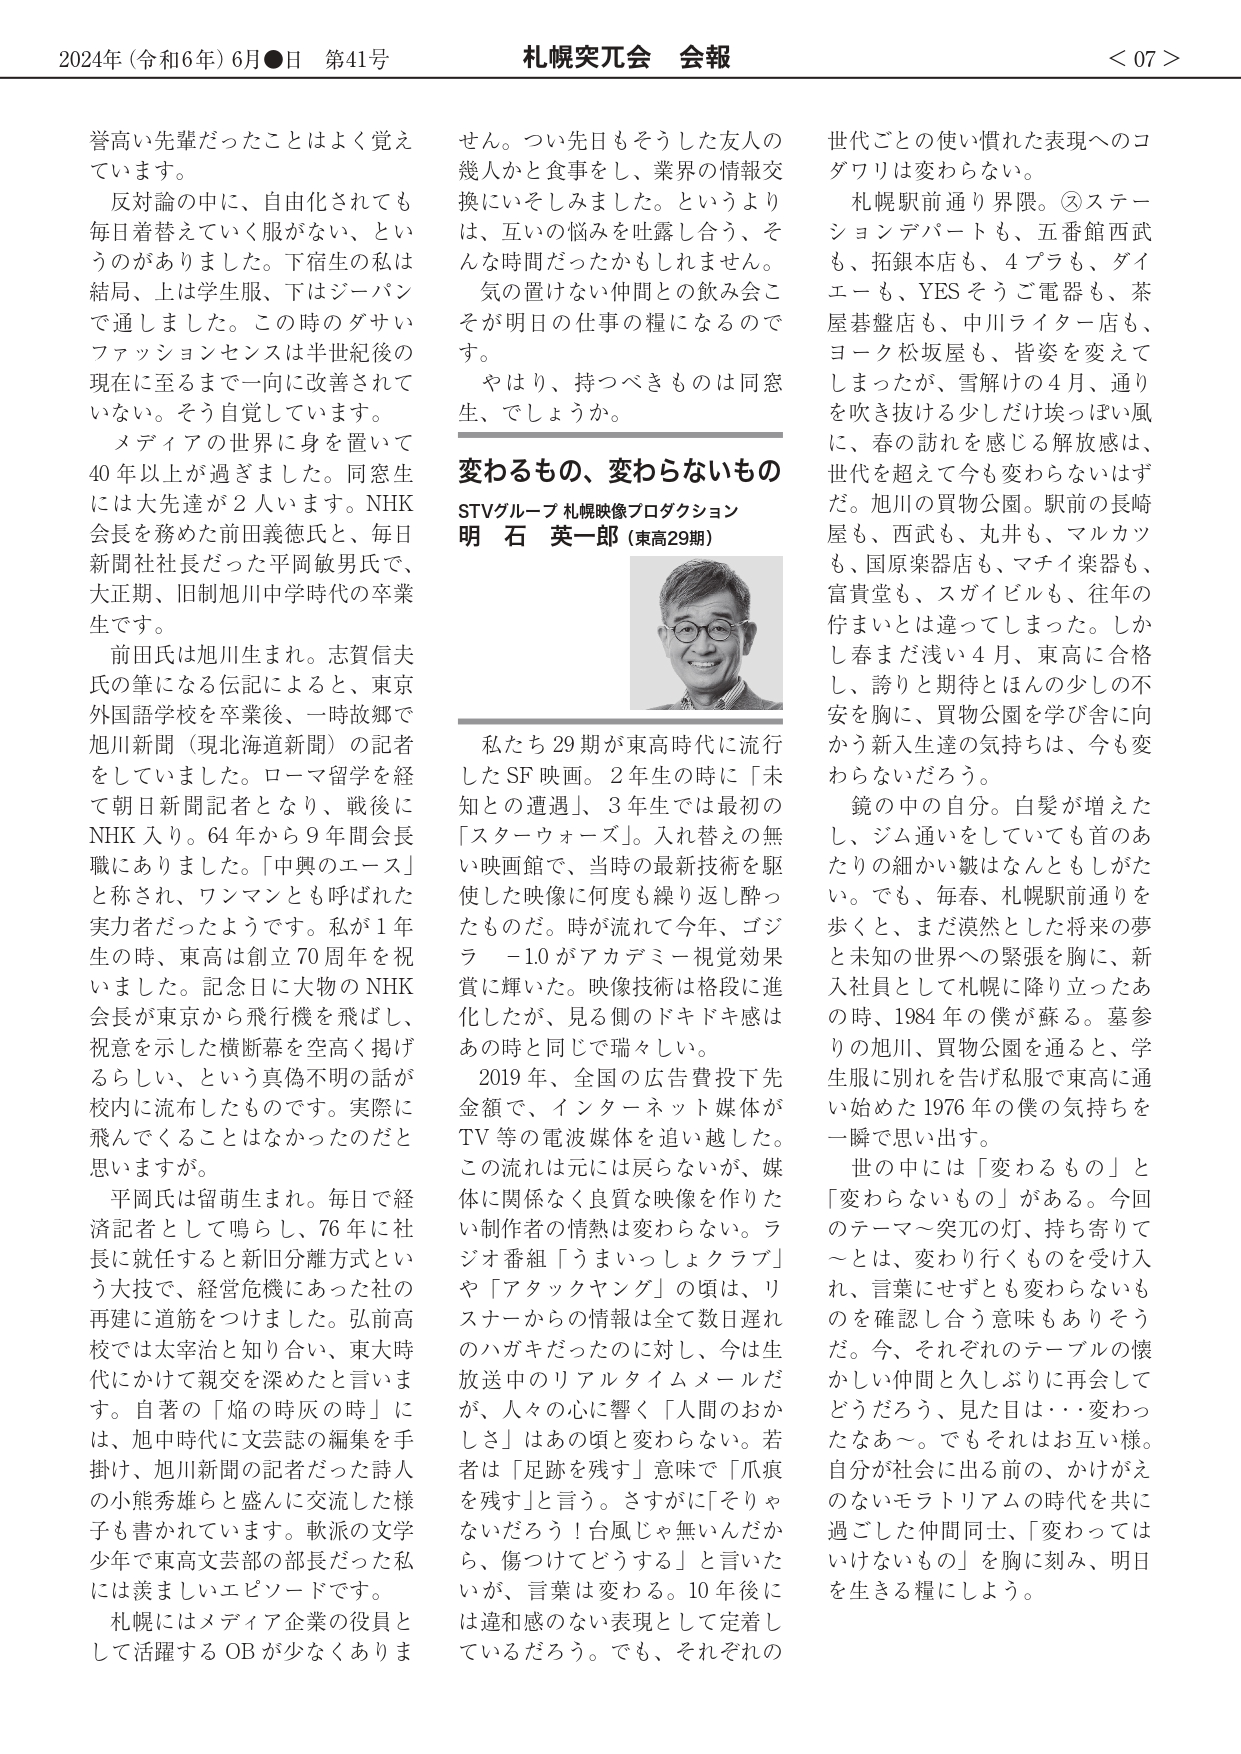 2024年(令和6年)6月●日　第41号
札幌突兀会　会報
＜07＞
誉高い先輩だったことはよく覚え
ています。
　反対論の中に、自由化されても
毎日着替えていく服がない、とい
うのがありました。下宿生の私は
結局、上は学生服、下はジーパン
で通しました。この時のダサい
ファッションセンスは半世紀後の
現在に至るまで一向に改善されて
いない。そう自覚しています。
　メディアの世界に身を置いて
40年以上が過ぎました。同窓生
には大先達が2人います。NHK
会長を務めた前田義徳氏と、毎日
新聞社社長だった平岡敏男氏で、
大正期、旧制旭川中学時代の卒業
生です。
　前田氏は旭川生まれ。志賀信夫
氏の筆になる伝記によると、東京
外国語学校を卒業後、一時故郷で
旭川新聞（現北海道新聞）の記者
をしていました。ローマ留学を経
て朝日新聞記者となり、戦後に
NHK入り。64年から9年間会長
職にありました。「中興のエース」
と称され、ワンマンとも呼ばれた
実力者だったようです。私が1年
生の時、東高は創立70周年を祝
いました。記念日に大物のNHK
会長が東京から飛行機を飛ばし、
祝意を示した横断幕を空高く掲げ
るらしい、という真偽不明の話が
校内に流布したものです。実際に
飛んでくることはなかったのだと
思いますが。
　平岡氏は留萌生まれ。毎日で経
済記者として鳴らし、76年に社
長に就任すると新旧分離方式とい
う大技で、経営危機にあった社の
再建に道筋をつけました。弘前高
校では太宰治と知り合い、東大時
代にかけて親交を深めたと言いま
す。自著の「焔の時灰の時」に
は、旭中時代に文芸誌の編集を手
掛け、旭川新聞の記者だった詩人
の小熊秀雄らと盛んに交流した様
子も書かれています。軟派の文学
少年で東高文芸部の部長だった私
には羨ましいエピソードです。
　札幌にはメディア企業の役員と
して活躍するOBが少なくありま
せん。つい先日もそうした友人の
幾人かと食事をし、業界の情報交
換にいそしみました。というより
は、互いの悩みを吐露し合う、そ
んな時間だったかもしれません。
　気の置けない仲間との飲み会こ
そが明日の仕事の糧になるので
す。
　やはり、持つべきものは同窓
生、でしょうか。
変わるもの、変わらないもの
STVグループ 札幌映像プロダクション
明　石　英一郎（東高29期）
　私たち29期が東高時代に流行
したSF映画。2年生の時に「未
知との遭遇」、3年生では最初の
「スターウォーズ」。入れ替えの無
い映画館で、当時の最新技術を駆
使した映像に何度も繰り返し酔っ
たものだ。時が流れて今年、ゴジ
ラ　−1.0がアカデミー視覚効果
賞に輝いた。映像技術は格段に進
化したが、見る側のドキドキ感は
あの時と同じで瑞々しい。
　2019年、全国の広告費投下先
金額で、インターネット媒体が
TV等の電波媒体を追い越した。
この流れは元には戻らないが、媒
体に関係なく良質な映像を作りた
い制作者の情熱は変わらない。ラ
ジオ番組「うまいっしょクラブ」
や「アタックヤング」の頃は、リ
スナーからの情報は全て数日遅れ
のハガキだったのに対し、今は生
放送中のリアルタイムメールだ
が、人々の心に響く「人間のおか
しさ」はあの頃と変わらない。若
者は「足跡を残す」意味で「爪痕
を残す」と言う。さすがに「そりゃ
ないだろう！台風じゃ無いんだか
ら、傷つけてどうする」と言いた
いが、言葉は変わる。10年後に
は違和感のない表現として定着し
ているだろう。でも、それぞれの
世代ごとの使い慣れた表現へのコ
ダワリは変わらない。
　札幌駅前通り界隈。㋜ステー
ションデパートも、五番館西武
も、拓銀本店も、4プラも、ダイ
エーも、YESそうご電器も、茶
屋碁盤店も、中川ライター店も、
ヨーク松坂屋も、皆姿を変えて
しまったが、雪解けの4月、通り
を吹き抜ける少しだけ埃っぽい風
に、春の訪れを感じる解放感は、
世代を超えて今も変わらないはず
だ。旭川の買物公園。駅前の長崎
屋も、西武も、丸井も、マルカツ
も、国原楽器店も、マチイ楽器も、
富貴堂も、スガイビルも、往年の
佇まいとは違ってしまった。しか
し春まだ浅い4月、東高に合格
し、誇りと期待とほんの少しの不
安を胸に、買物公園を学び舎に向
かう新入生達の気持ちは、今も変
わらないだろう。
　鏡の中の自分。白髪が増えた
し、ジム通いをしていても首のあ
たりの細かい皺はなんともしがた
い。でも、毎春、札幌駅前通りを
歩くと、まだ漠然とした将来の夢
と未知の世界への緊張を胸に、新
入社員として札幌に降り立ったあ
の時、1984年の僕が蘇る。墓参
りの旭川、買物公園を通ると、学
生服に別れを告げ私服で東高に通
い始めた1976年の僕の気持ちを
一瞬で思い出す。
　世の中には「変わるもの」と
「変わらないもの」がある。今回
のテーマ～突兀の灯、持ち寄りて
～とは、変わり行くものを受け入
れ、言葉にせずとも変わらないも
のを確認し合う意味もありそう
だ。今、それぞれのテーブルの懐
かしい仲間と久しぶりに再会して
どうだろう、見た目は・・・変わっ
たなあ～。でもそれはお互い様。
自分が社会に出る前の、かけがえ
のないモラトリアムの時代を共に
過ごした仲間同士、「変わっては
いけないもの」を胸に刻み、明日
を生きる糧にしよう。